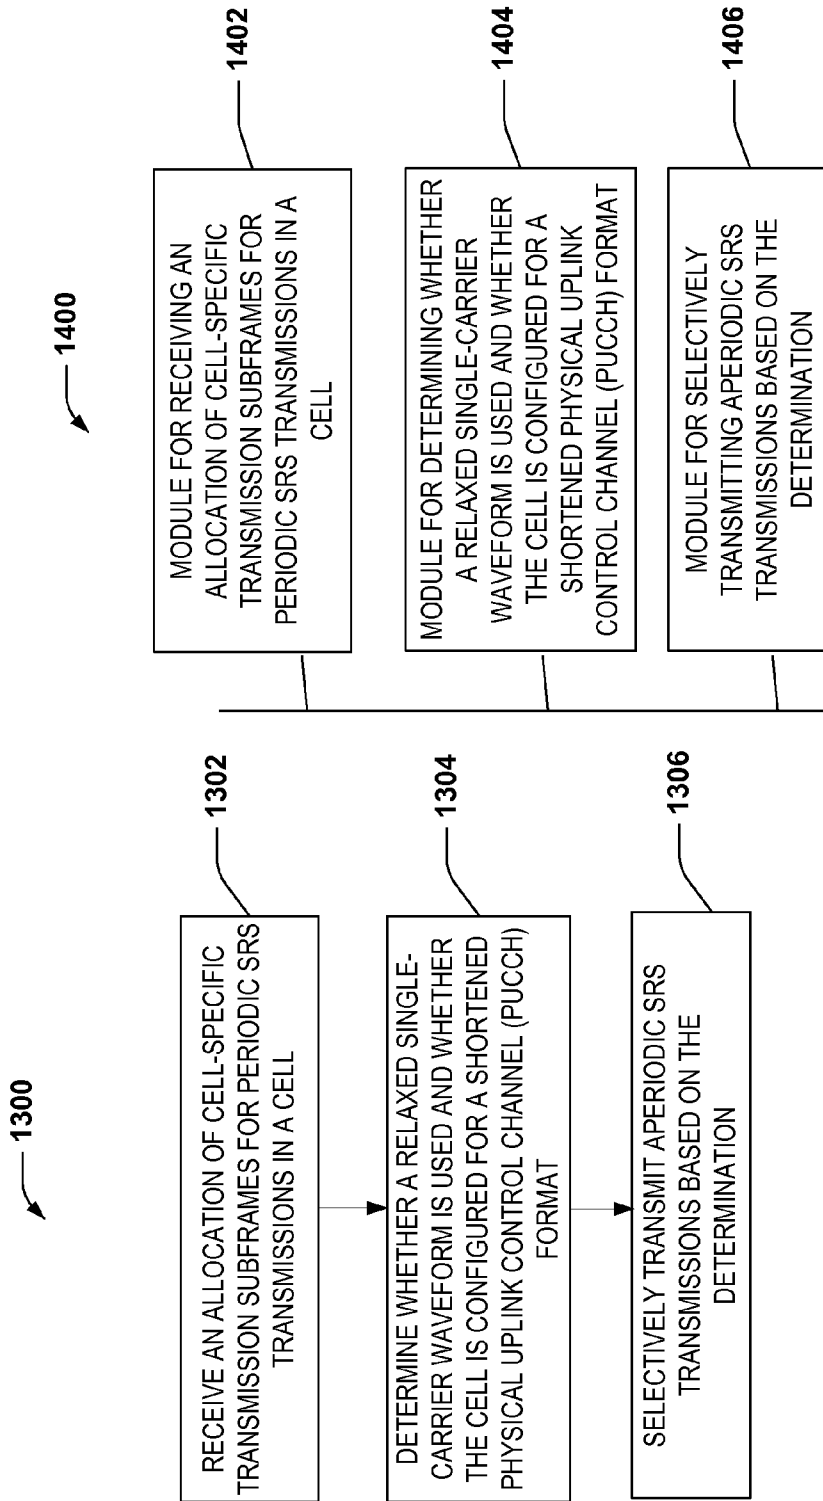 1300
RECEIVE AN ALLOCATION OF CELL-SPECIFIC
TRANSMISSION SUBFRAMES FOR PERIODIC SRS
TRANSMISSIONS IN A CELL
1302
DETERMINE WHETHER A RELAXED SINGLE-
CARRIER WAVEFORM IS USED AND WHETHER
THE CELL IS CONFIGURED FOR A SHORTENED
PHYSICAL UPLINK CONTROL CHANNEL (PUCCH)
FORMAT
1304
SELECTIVELY TRANSMIT APERIODIC SRS
TRANSMISSIONS BASED ON THE
DETERMINATION
1306
1400
MODULE FOR RECEIVING AN
ALLOCATION OF CELL-SPECIFIC
TRANSMISSION SUBFRAMES FOR
PERIODIC SRS TRANSMISSIONS IN A
CELL
1402
MODULE FOR DETERMINING WHETHER
A RELAXED SINGLE-CARRIER
WAVEFORM IS USED AND WHETHER
THE CELL IS CONFIGURED FOR A
SHORTENED PHYSICAL UPLINK
CONTROL CHANNEL (PUCCH) FORMAT
1404
MODULE FOR SELECTIVELY
TRANSMITTING APERIODIC SRS
TRANSMISSIONS BASED ON THE
DETERMINATION
1406